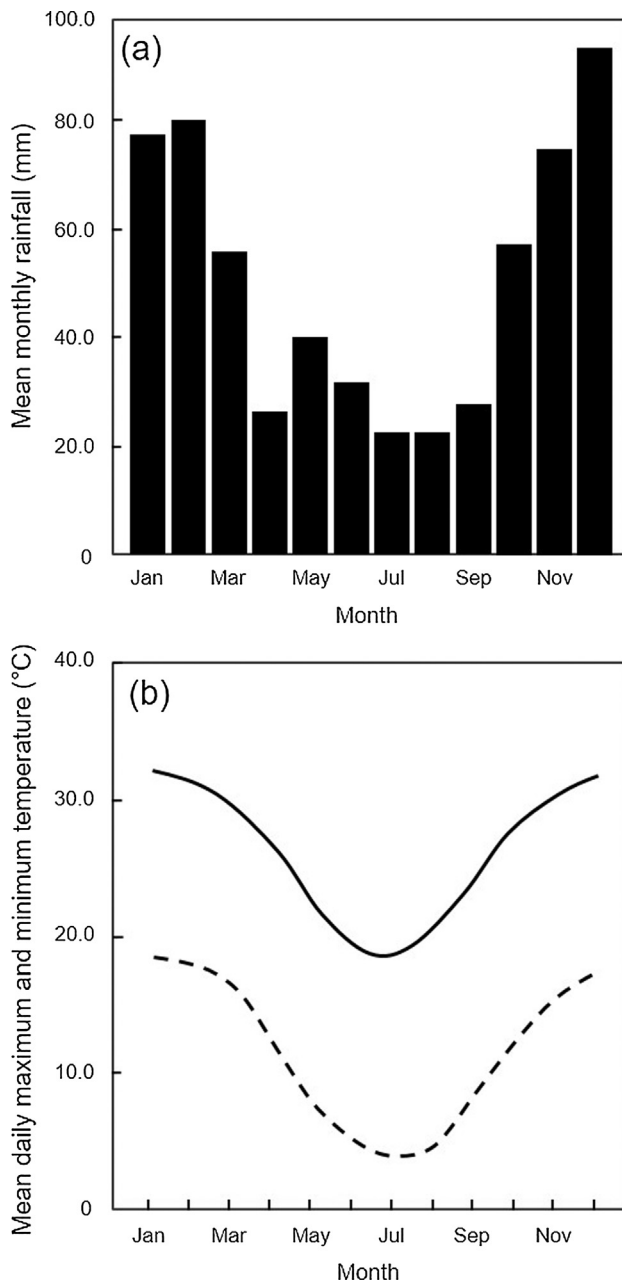 100.0
(a)
80.0
60.0
40.0
20.0
0
Mean monthly rainfall (mm)
Jan Mar May Jul Sep Nov
Month
40.0
(b)
30.0
20.0
10.0
0
Mean daily maximum and minimum temperature (°C)
Jan Mar May Jul Sep Nov
Month